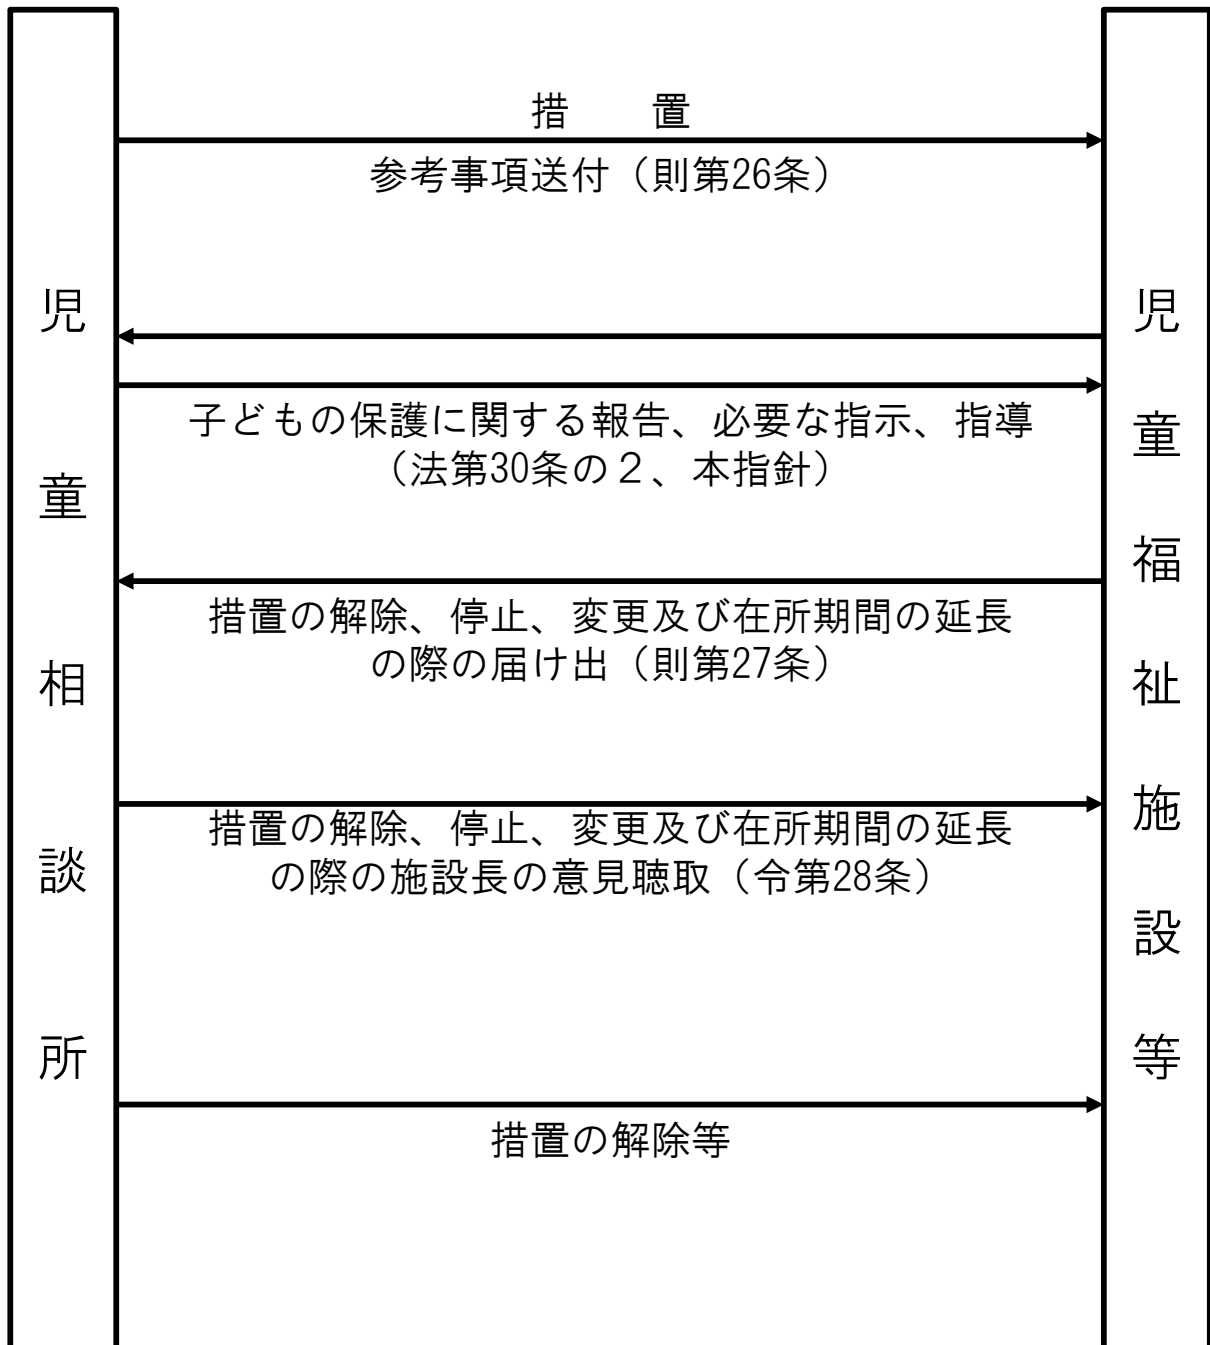 児童相談所
措　　置
参考事項送付（則第26条）
子どもの保護に関する報告、必要な指示、指導
（法第30条の２、本指針）
措置の解除、停止、変更及び在所期間の延長
の際の届け出（則第27条）
措置の解除、停止、変更及び在所期間の延長
の際の施設長の意見聴取（令第28条）
措置の解除等
児童福祉施設等